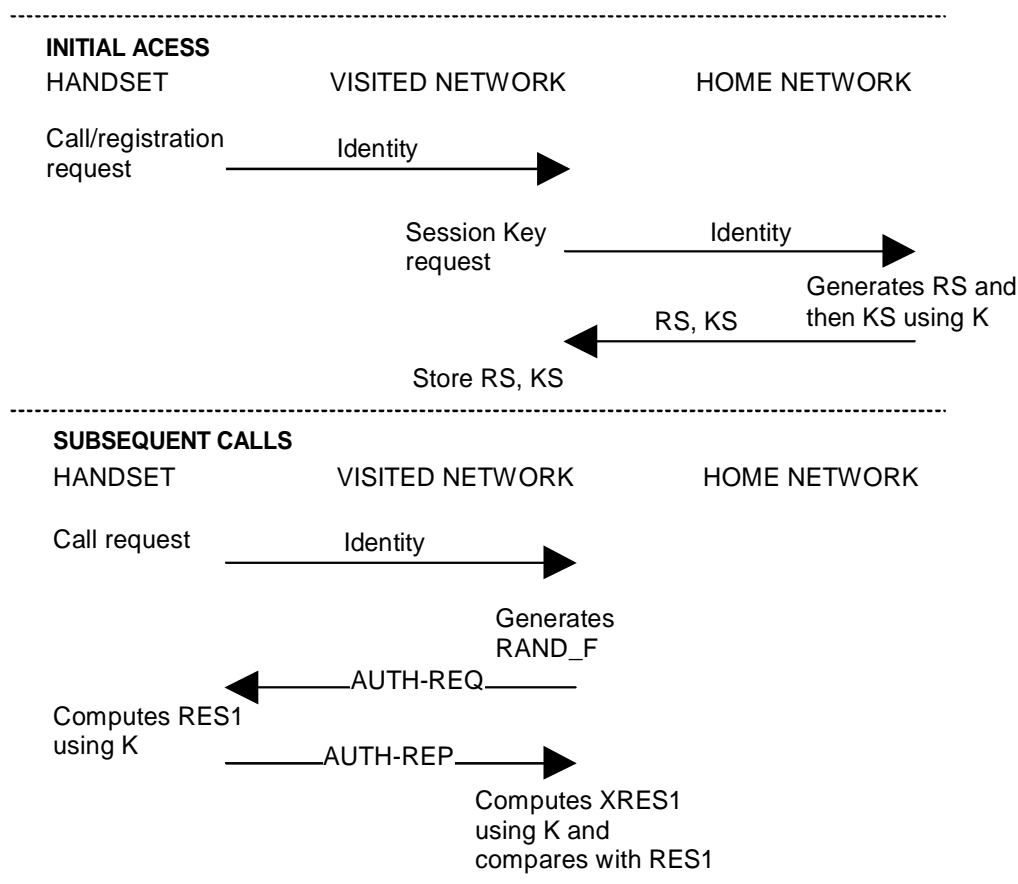 INITIAL ACESS
HANDSET VISITED NETWORK HOME NETWORK
Call/registration
request
Identity
Session Key
request
Identity
Generates RS and
then KS using K
RS, KS
Store RS, KS
SUBSEQUENT CALLS
HANDSET VISITED NETWORK HOME NETWORK
Call request
Identity
Generates
RAND_F
AUTH-REQ
Computes RES1
using K
AUTH-REP
Computes XRES1
using K and
compares with RES1